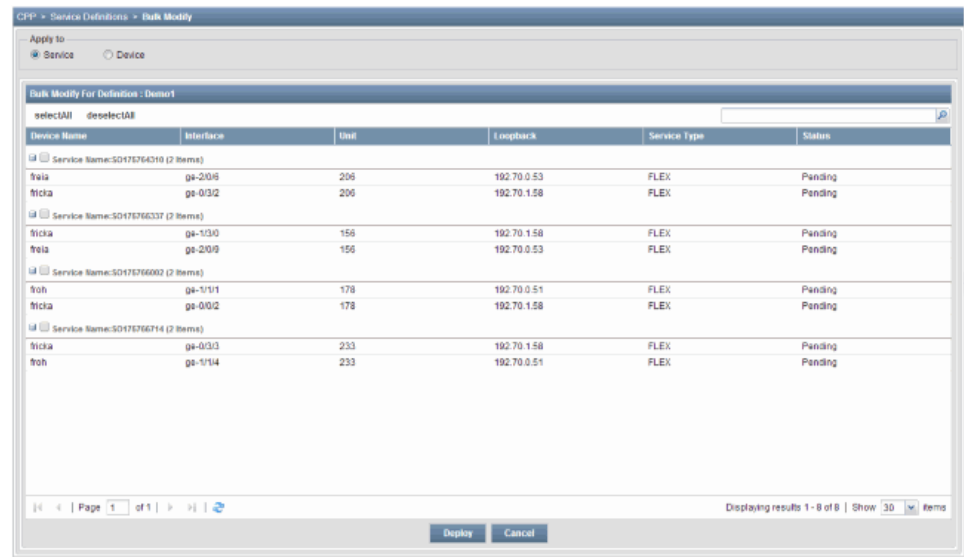 CPP > Service Definitions > Bulk Modify
Apply to
Service Device
Bulk Modify For Definition : Demo1
selectAll deselectAll
Device Name Interface Unit Loopback Service Type Status
Service Name:SO175764310 (2 Items)
freia ge-2/0/6 206 192.70.0.53 FLEX Pending
fricka ge-0/3/2 206 192.70.1.58 FLEX Pending
Service Name:SO175766337 (2 Items)
fricka ge-1/3/0 156 192.70.1.58 FLEX Pending
freia ge-2/0/9 156 192.70.0.53 FLEX Pending
Service Name:SO175766002 (2 Items)
froh ge-1/1/1 178 192.70.0.51 FLEX Pending
fricka ge-0/0/2 178 192.70.1.58 FLEX Pending
Service Name:SO175766714 (2 Items)
fricka ge-0/3/3 233 192.70.1.58 FLEX Pending
froh ge-1/1/4 233 192.70.0.51 FLEX Pending
Page 1 of 1 Displaying results 1 - 8 of 8 Show 30 items
Deploy Cancel